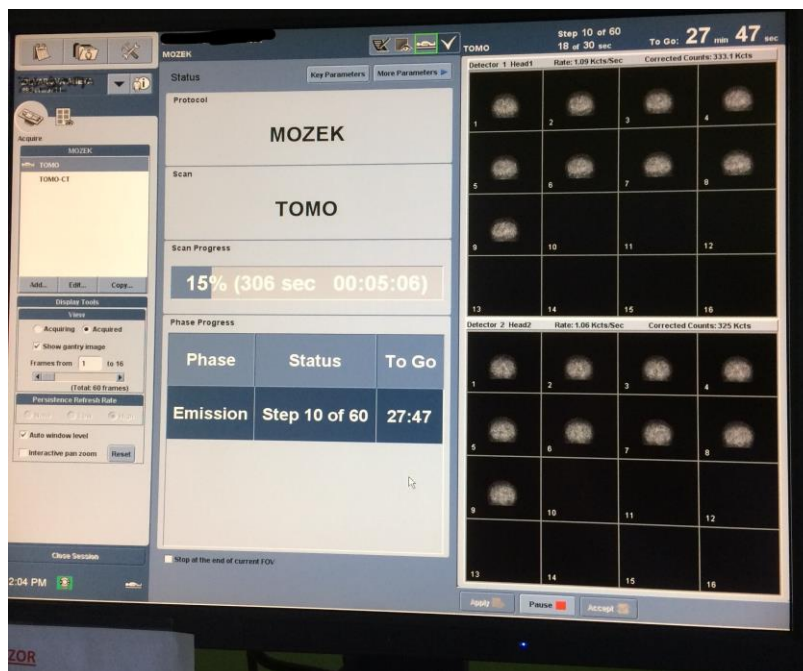 MOZEK
Status
Key Parameters
More Parameters
Protocol
MOZEK
Scan
TOMO
Scan Progress
15% (306 sec 00:05:06)
Phase Progress
Phase Status To Go
Emission Step 10 of 60 27:47
Stop at the end of current FOV
Acquire
MOZEK
TOMO
TOMO-CT
Add... Edit... Copy...
Display Tools
View
Acquiring Acquired
Show gantry image
Frames from 1 to 16
(Total: 60 frames)
Persistence Refresh Rate
Auto window level
Interactive pan zoom Reset
Close Session
2:04 PM
TOMO
Step 10 of 60
18 of 30 sec
To Go: 27 min 47 sec
Detector 1 Head1 Rate: 1.09 Kcts/Sec Corrected Counts: 333.1 Kcts
1 2 3 4
5 6 7 8
9 10 11 12
13 14 15 16
Detector 2 Head2 Rate: 1.06 Kcts/Sec Corrected Counts: 325 Kcts
1 2 3 4
5 6 7 8
9 10 11 12
13 14 15 16
Apply Pause Accept
ZOR